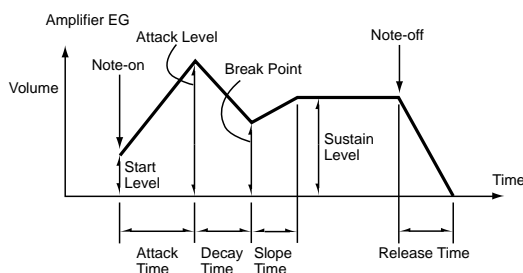 Amplifier EG
Attack Level
Note-on
Note-off
Volume
Break Point
Start
Level
Sustain
Level
Time
Attack
Time
Decay
Time
Slope
Time
Release Time